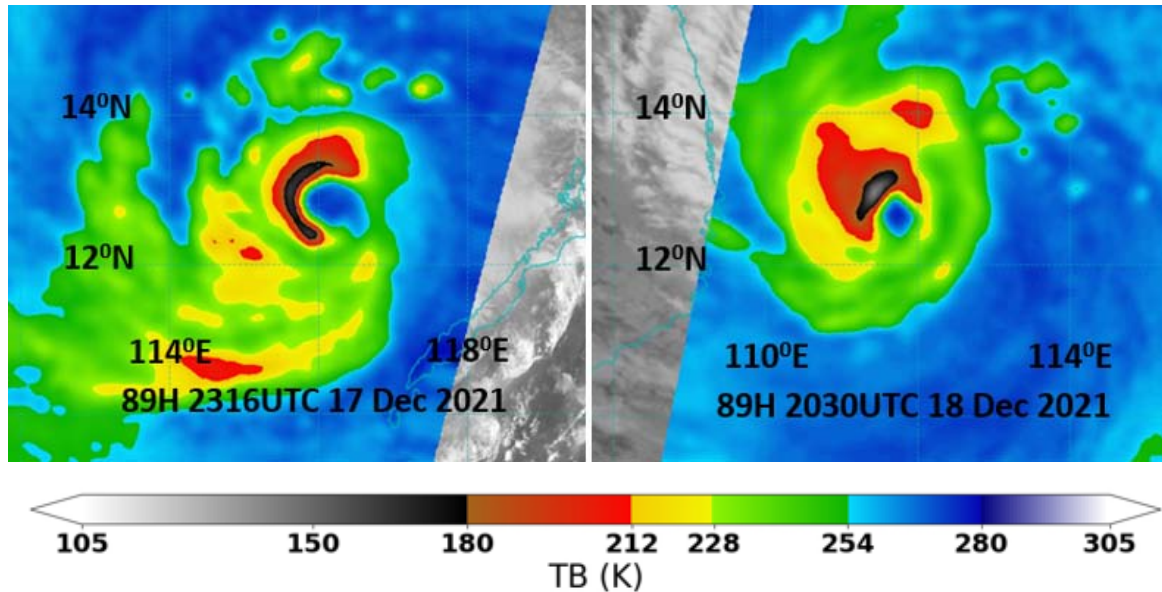 14⁰N
12⁰N
114⁰E 118⁰E
89H 2316UTC 17 Dec 2021
14⁰N
12⁰N
110⁰E 114⁰E
89H 2030UTC 18 Dec 2021
105 150 180 212 228 254 280 305
TB (K)